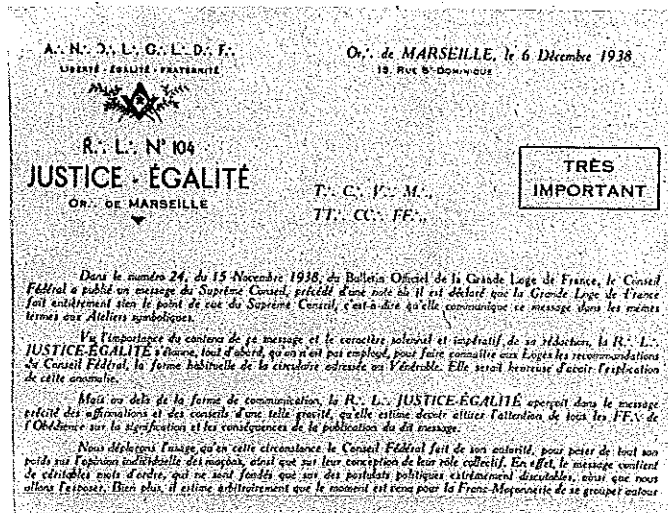 A∴ N∴ D∴ L∴ G∴ L∴ D∴ F∴
LIBERTÉ - ÉGALITÉ - FRATERNITÉ
R∴ L∴ N° 104
JUSTICE - ÉGALITÉ
OR∴ DE MARSEILLE
Or∴ de MARSEILLE, le 6 Décembre 1938
15, RUE St-DOMINIQUE
TRÈS
IMPORTANT
T∴ C∴ V∴ M∴,
TT∴ CC∴ FF∴,
Dans le numéro 24, du 15 Novembre 1938, du Bulletin Officiel de la Grande Loge de France, le Conseil
Fédéral a publié un message du Suprême Conseil, précédé d'une note où il est déclaré que la Grande Loge de France
fait entièrement sien le point de vue du Suprême Conseil, c'est-à-dire qu'elle communique ce message dans les mêmes
termes aux Ateliers symboliques.
Vu l'importance du contenu de ce message et le caractère solennel et impératif de sa rédaction, la R∴ L∴
JUSTICE-ÉGALITÉ s'étonne, tout d'abord, qu'on n'ait pas employé, pour faire connaître aux Loges les recommandations
du Conseil Fédéral, la forme habituelle de la circulaire adressée au Vénérable. Elle serait heureuse d'avoir l'explication
de cette anomalie.
Mais au delà de la forme de communication, la R∴ L∴ JUSTICE-ÉGALITÉ aperçoit dans le message
précité des affirmations et des conseils d'une telle gravité, qu'elle estime devoir attirer l'attention de tous les FF∴ de
l'Obédience sur la signification et les conséquences de la publication du dit message.
Nous déplorons l'usage qu'en cette circonstance le Conseil Fédéral fait de son autorité, pour peser de tout son
poids sur l'opinion individuelle des maçons, ainsi que sur leur conception de leur rôle collectif. En effet, le message contient
de véritables mots d'ordre, qui ne sont fondés que sur des postulats politiques extrêmement discutables, ainsi que nous
allons l'exposer. Bien plus, il estime arbitrairement que le moment est venu pour la Franc-Maçonnerie de se grouper autour